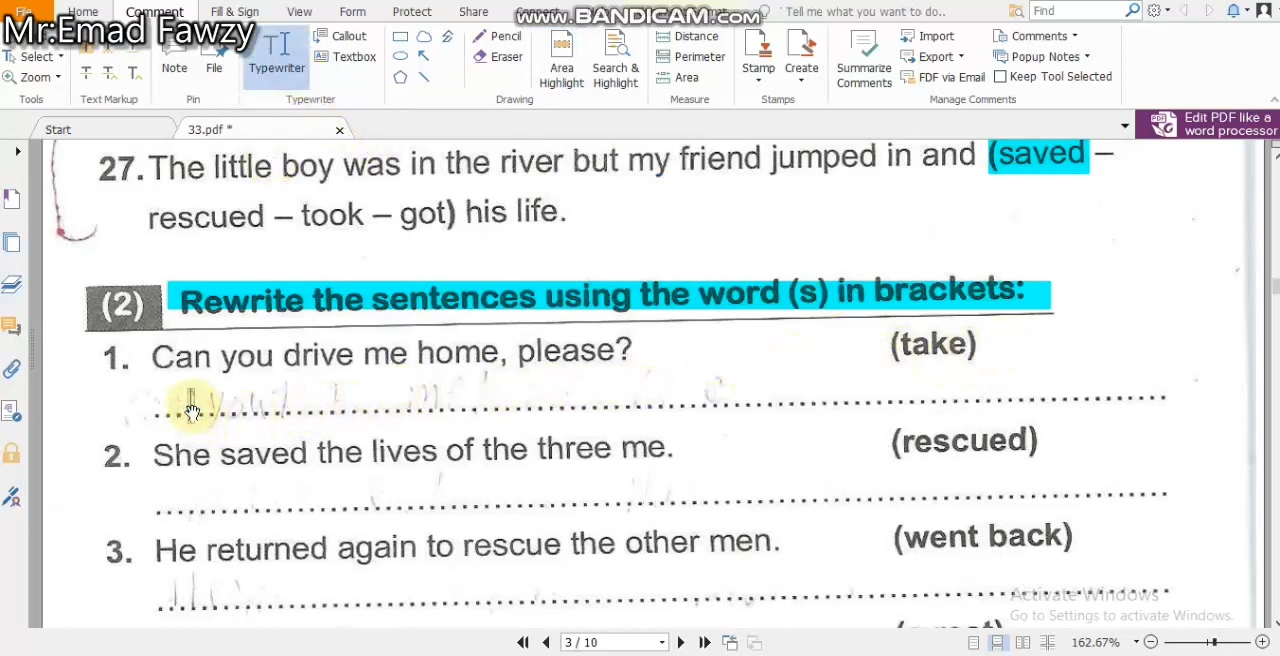 www.BANDICAM.com
Mr:Emad Fawzy
File Home Comment Fill & Sign View Form Protect Share Connect Tell me what you want to do.. Find
Select Zoom Note File Typewriter Callout Textbox Pencil Eraser Area Highlight Search & Highlight Distance Perimeter Area Stamp Create Summarize Comments Import Export FDF via Email Comments Popup Notes Keep Tool Selected
Tools Text Markup Pin Typewriter Drawing Measure Stamps Manage Comments
Start 33.pdf * Edit PDF like a word processor
27. The little boy was in the river but my friend jumped in and (saved –
rescued – took – got) his life.
(2) Rewrite the sentences using the word (s) in brackets:
1. Can you drive me home, please? (take)
2. She saved the lives of the three me. (rescued)
3. He returned again to rescue the other men. (went back)
Activate Windows
Go to Settings to activate Windows.
3 / 10 162.67%